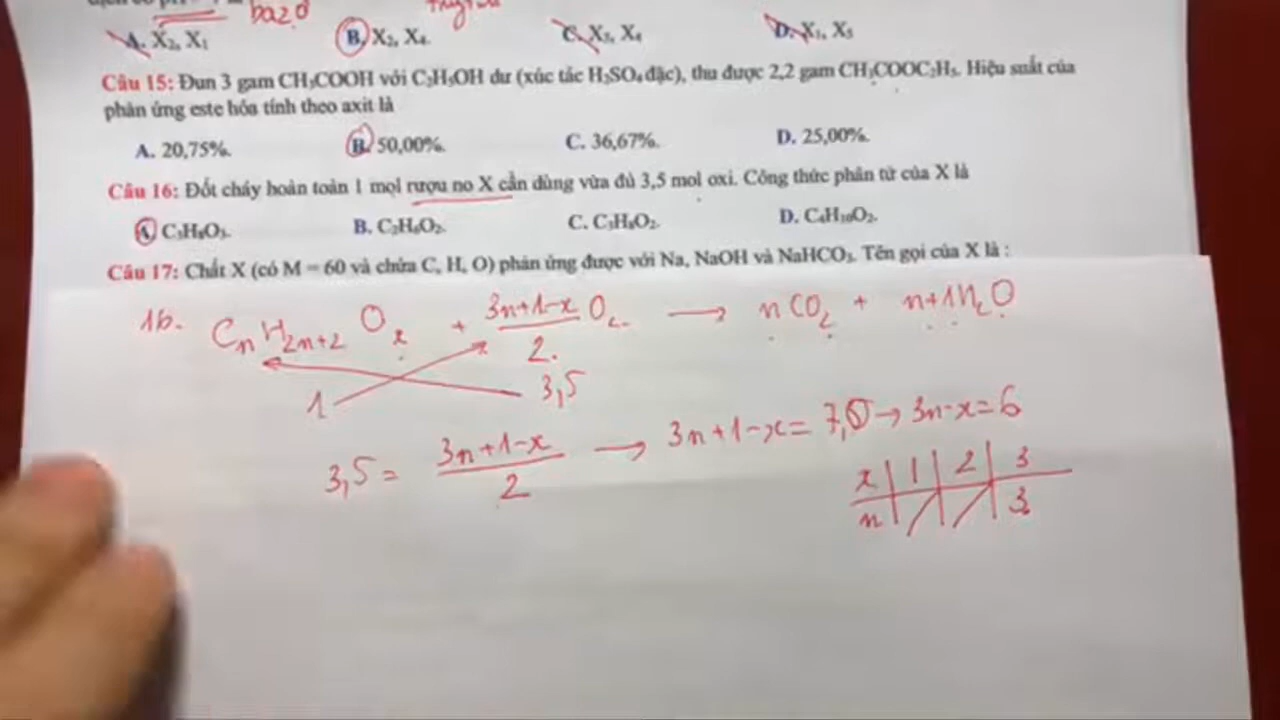 bazơ
A. X₂, X₁ B. X₂, X₄. C. X₃, X₄ D. X₁, X₅
Câu 15: Đun 3 gam CH₃COOH với C₂H₅OH dư (xúc tác H₂SO₄ đặc), thu được 2,2 gam CH₃COOC₂H₅. Hiệu suất của
phản ứng este hóa tính theo axit là
A. 20,75%. B. 50,00%. C. 36,67%. D. 25,00%.
Câu 16: Đốt cháy hoàn toàn 1 mol rượu no X cần dùng vừa đủ 3,5 mol oxi. Công thức phân tử của X là
A. C₃H₈O₃. B. C₂H₆O₂. C. C₃H₈O₂. D. C₄H₁₀O₂.
Câu 17: Chất X (có M = 60 và chứa C, H, O) phản ứng được với Na, NaOH và NaHCO₃. Tên gọi của X là :
16. CₙH₂ₙ₊₂Oₓ + (3n+1-x)/2 O₂ → nCO₂ + n+1H₂O
1 3,5
3,5 = (3n+1-x)/2 → 3n+1-x = 7,0 → 3n-x=6
x | 1 | 2 | 3
n | / | / | 3